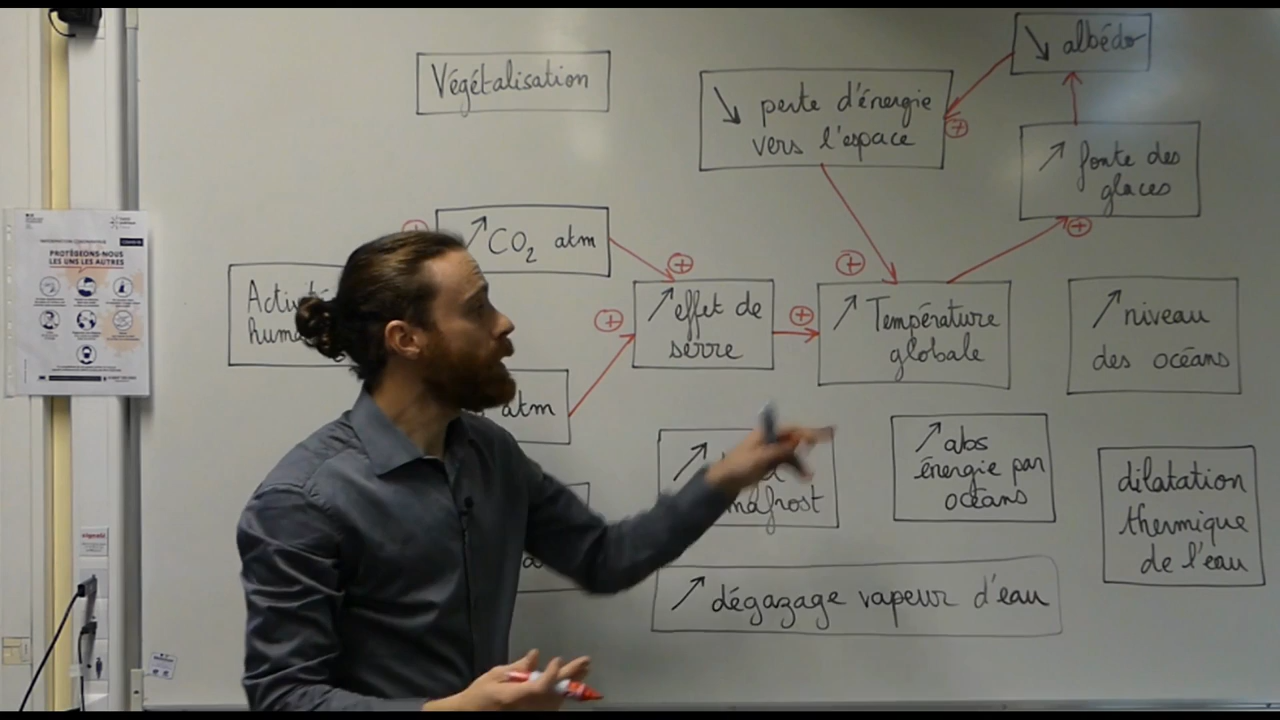 Végétalisation
↘ perte d'énergie
vers l'espace
↘ albédo
↗ fonte des
glaces
↗ CO₂ atm
↗ effet de
serre
↗ Température
globale
↗ niveau
des océans
atm
↗ abs
énergie par
océans
dilatation
thermique
de l'eau
↗ dégazage vapeur d'eau
+
+
+
+
+
+
PROTÉGEONS-NOUS
LES UNS LES AUTRES